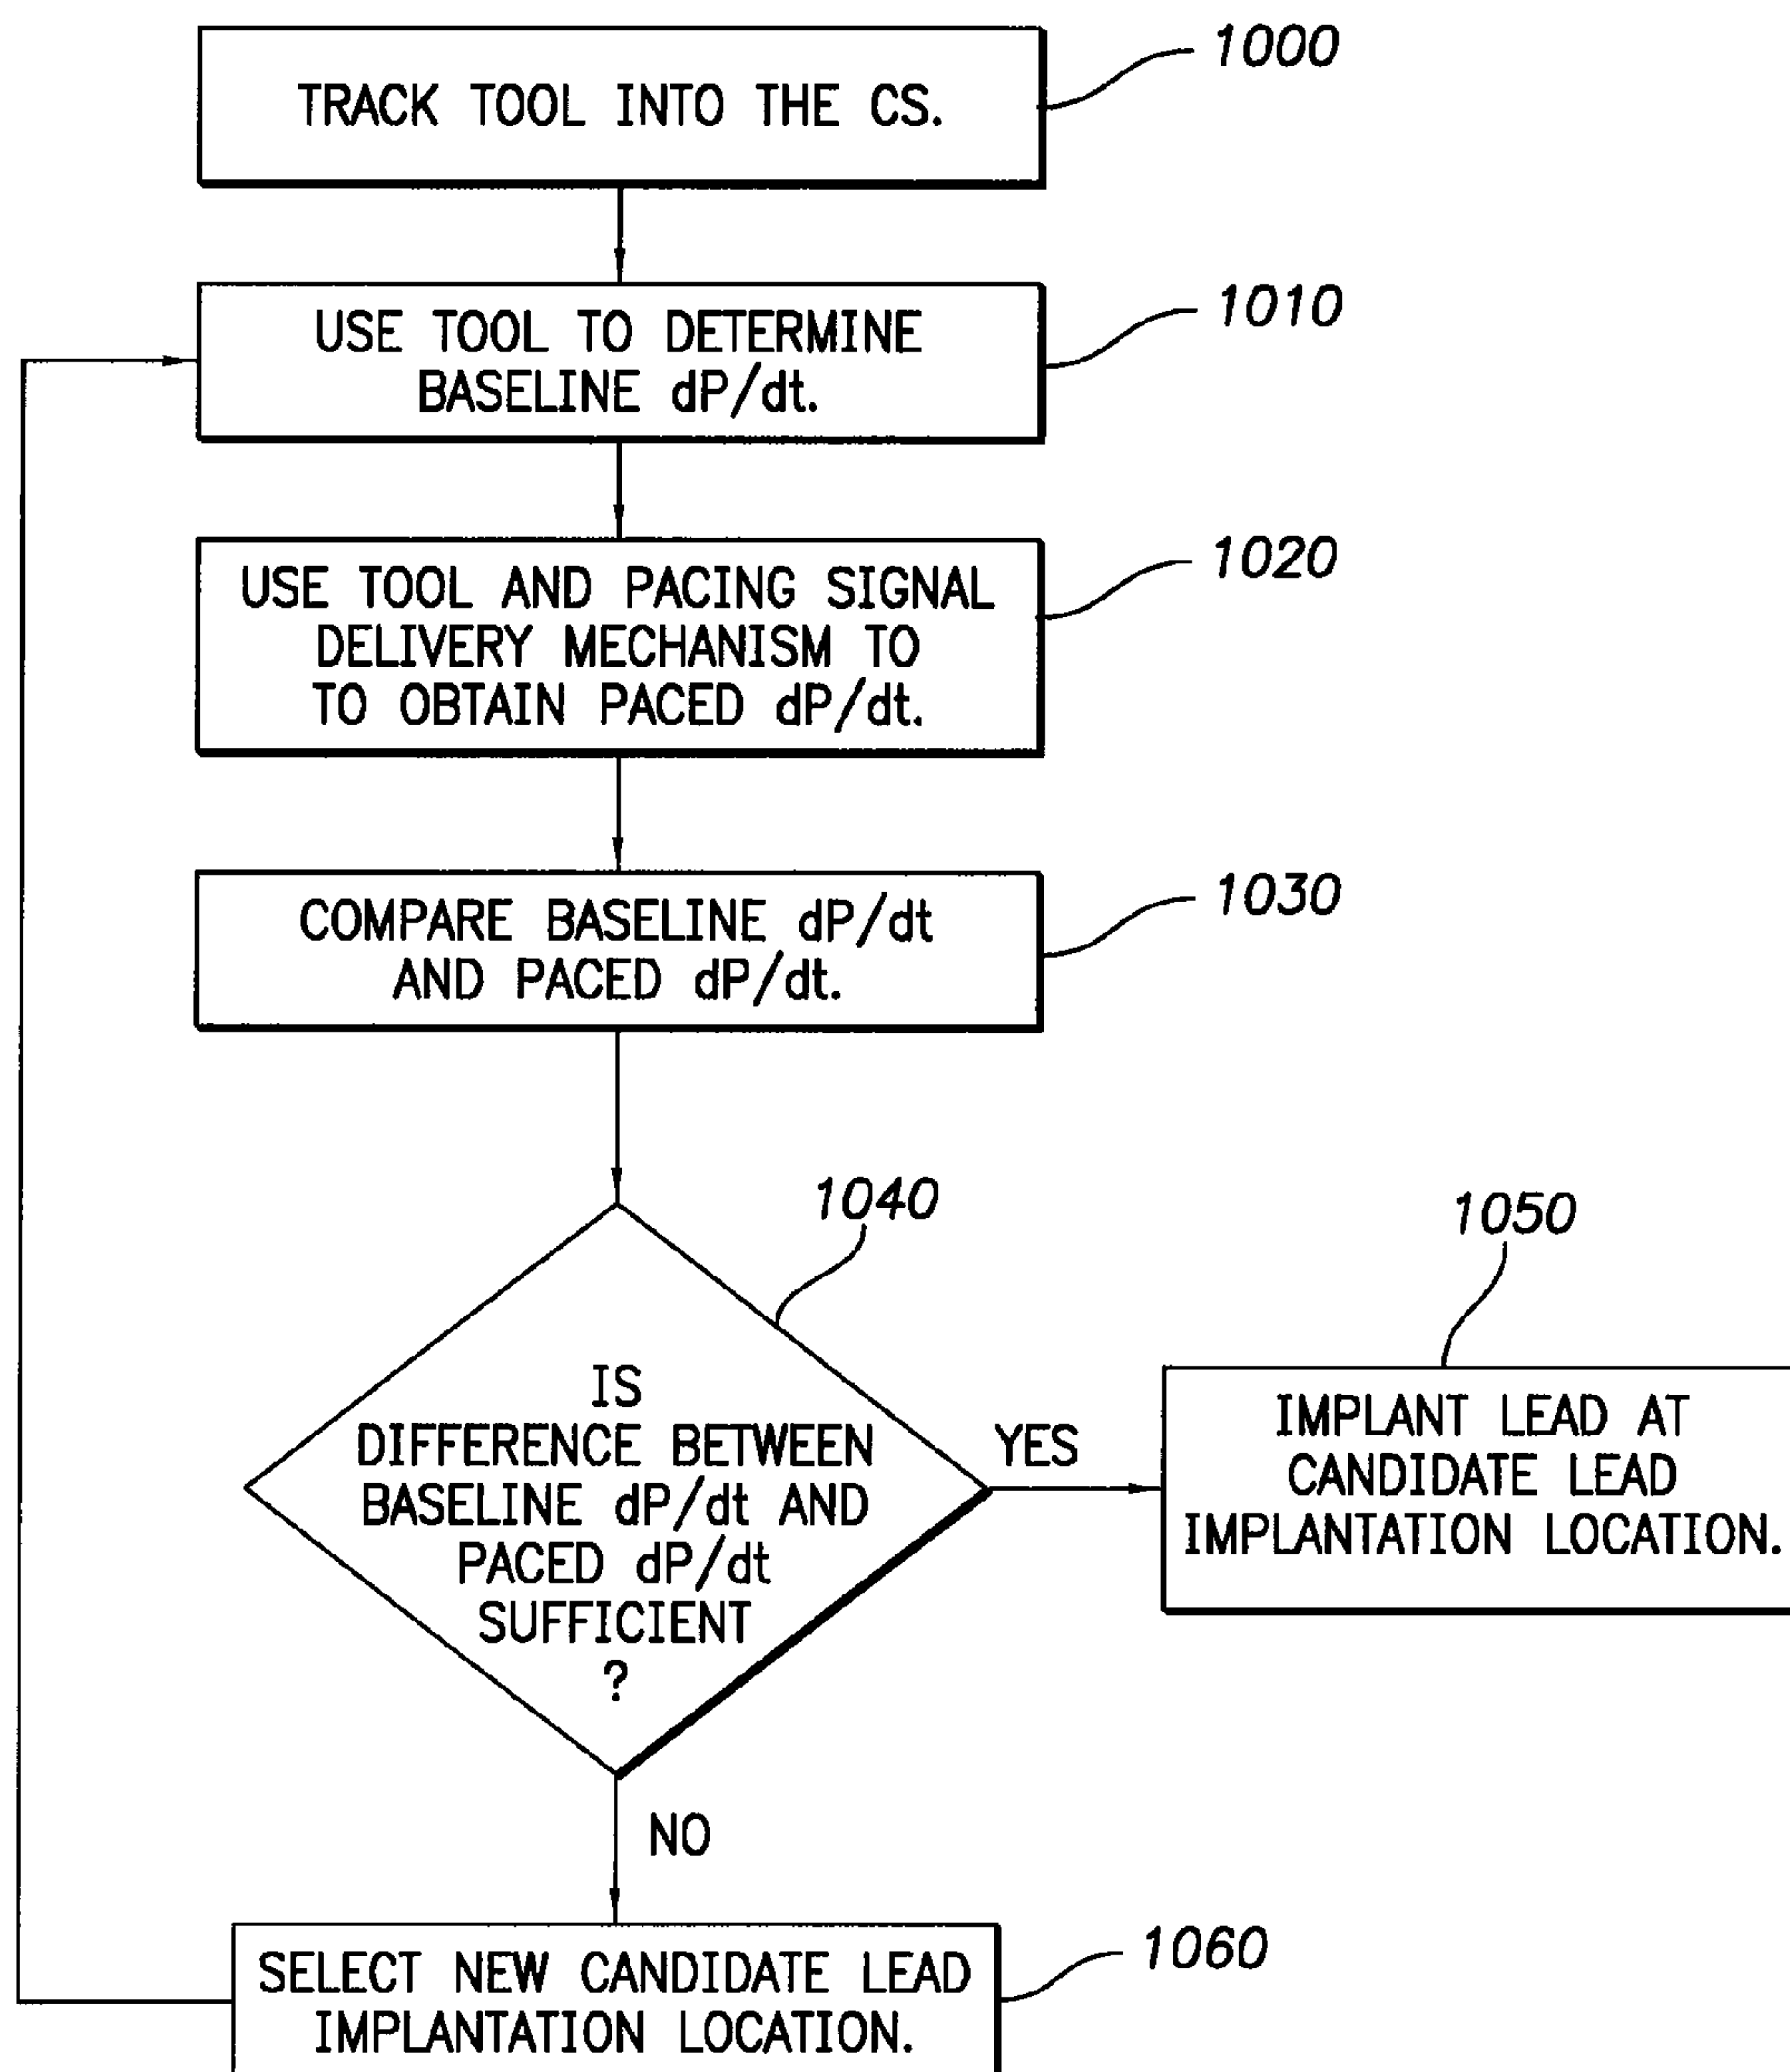 1000
TRACK TOOL INTO THE CS.
1010
USE TOOL TO DETERMINE
BASELINE dP/dt.
1020
USE TOOL AND PACING SIGNAL
DELIVERY MECHANISM TO
TO OBTAIN PACED dP/dt.
1030
COMPARE BASELINE dP/dt
AND PACED dP/dt.
1040
IS
DIFFERENCE BETWEEN
BASELINE dP/dt AND
PACED dP/dt
SUFFICIENT
?
YES
1050
IMPLANT LEAD AT
CANDIDATE LEAD
IMPLANTATION LOCATION.
NO
1060
SELECT NEW CANDIDATE LEAD
IMPLANTATION LOCATION.